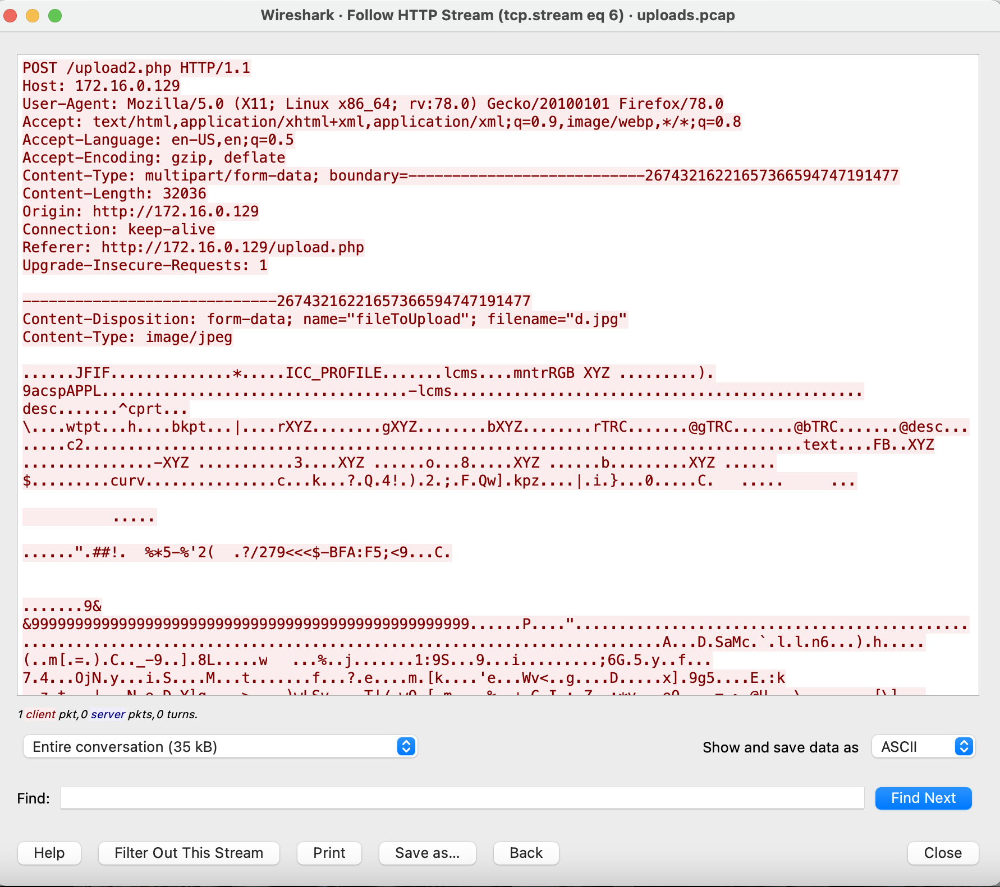 Wireshark · Follow HTTP Stream (tcp.stream eq 6) · uploads.pcap
POST /upload2.php HTTP/1.1
Host: 172.16.0.129
User-Agent: Mozilla/5.0 (X11; Linux x86_64; rv:78.0) Gecko/20100101 Firefox/78.0
Accept: text/html,application/xhtml+xml,application/xml;q=0.9,image/webp,*/*;q=0.8
Accept-Language: en-US,en;q=0.5
Accept-Encoding: gzip, deflate
Content-Type: multipart/form-data; boundary=---------------------------267432162216573665947​47191477
Content-Length: 32036
Origin: http://172.16.0.129
Connection: keep-alive
Referer: http://172.16.0.129/upload.php
Upgrade-Insecure-Requests: 1
-----------------------------26743216221657366594747191477
Content-Disposition: form-data; name="fileToUpload"; filename="d.jpg"
Content-Type: image/jpeg
......JFIF..............*.....ICC_PROFILE.......lcms....mntrRGB XYZ .........).
9acspAPPL...................................-lcms...............................................
desc.......^cprt...
\....wtpt...h....bkpt...|....rXYZ........gXYZ........bXYZ........rTRC.......@gTRC.......@bTRC.......@desc...
.....c2..................................................................................text....FB..XYZ
...............-XYZ ...........3....XYZ ......o...8.....XYZ ......b.........XYZ ......
$.........curv...............c...k...?.Q.4!.).2.;.F.Qw].kpz....|.i.}...0.....C.   .....      ...
.....
......".##!.  %*5-%'2(  .?/279<<<$-BFA:F5;<9...C.
.......9&
&99999999999999999999999999999999999999999999999999......P....".............................................
.........................................................................A...D.SaMc.`.l.l.n6...).h.....
(..m[.=.).C.._-9..].8L.....w   ...%..j.......1:9S...9...i.........;6G.5.y..f...
7.4...OjN.y...i.S....M...t.......f...?.e....m.[k....'e...Wv<..g....D.....x].9g5....E.:k
1 client pkt,0 server pkts,0 turns.
Entire conversation (35 kB)
Show and save data as ASCII
Find:
Find Next
Help
Filter Out This Stream
Print
Save as...
Back
Close